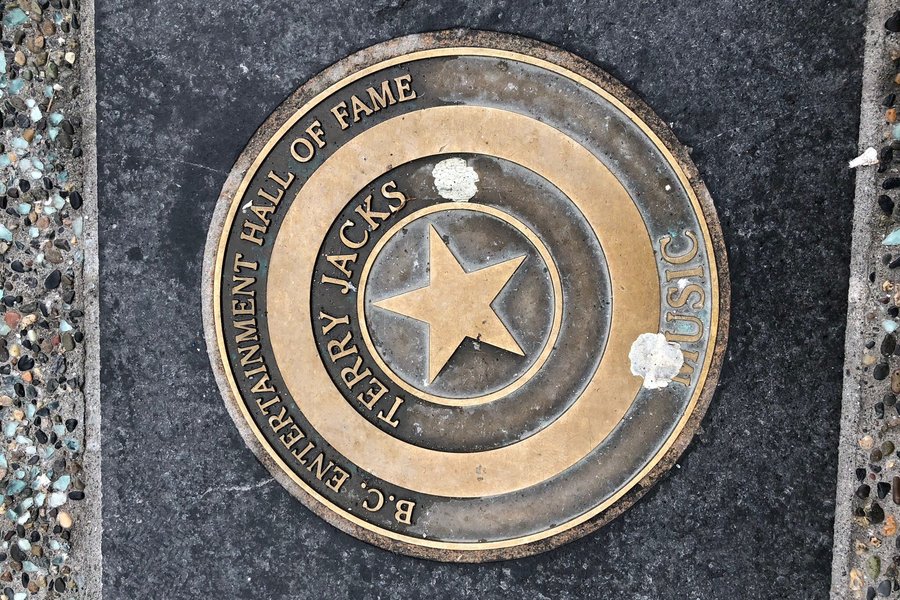 B.C. ENTERTAINMENT HALL OF FAME
TERRY JACKS
MUSIC